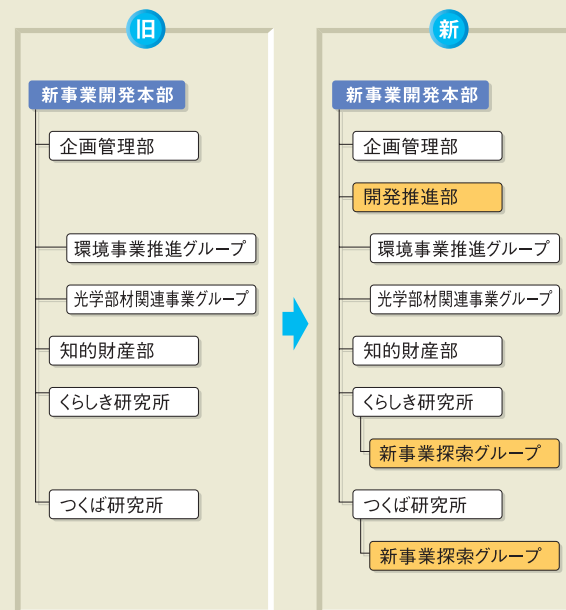 旧
新事業開発本部
企画管理部
環境事業推進グループ
光学部材関連事業グループ
知的財産部
くらしき研究所
つくば研究所
新
新事業開発本部
企画管理部
開発推進部
環境事業推進グループ
光学部材関連事業グループ
知的財産部
くらしき研究所
新事業探索グループ
つくば研究所
新事業探索グループ